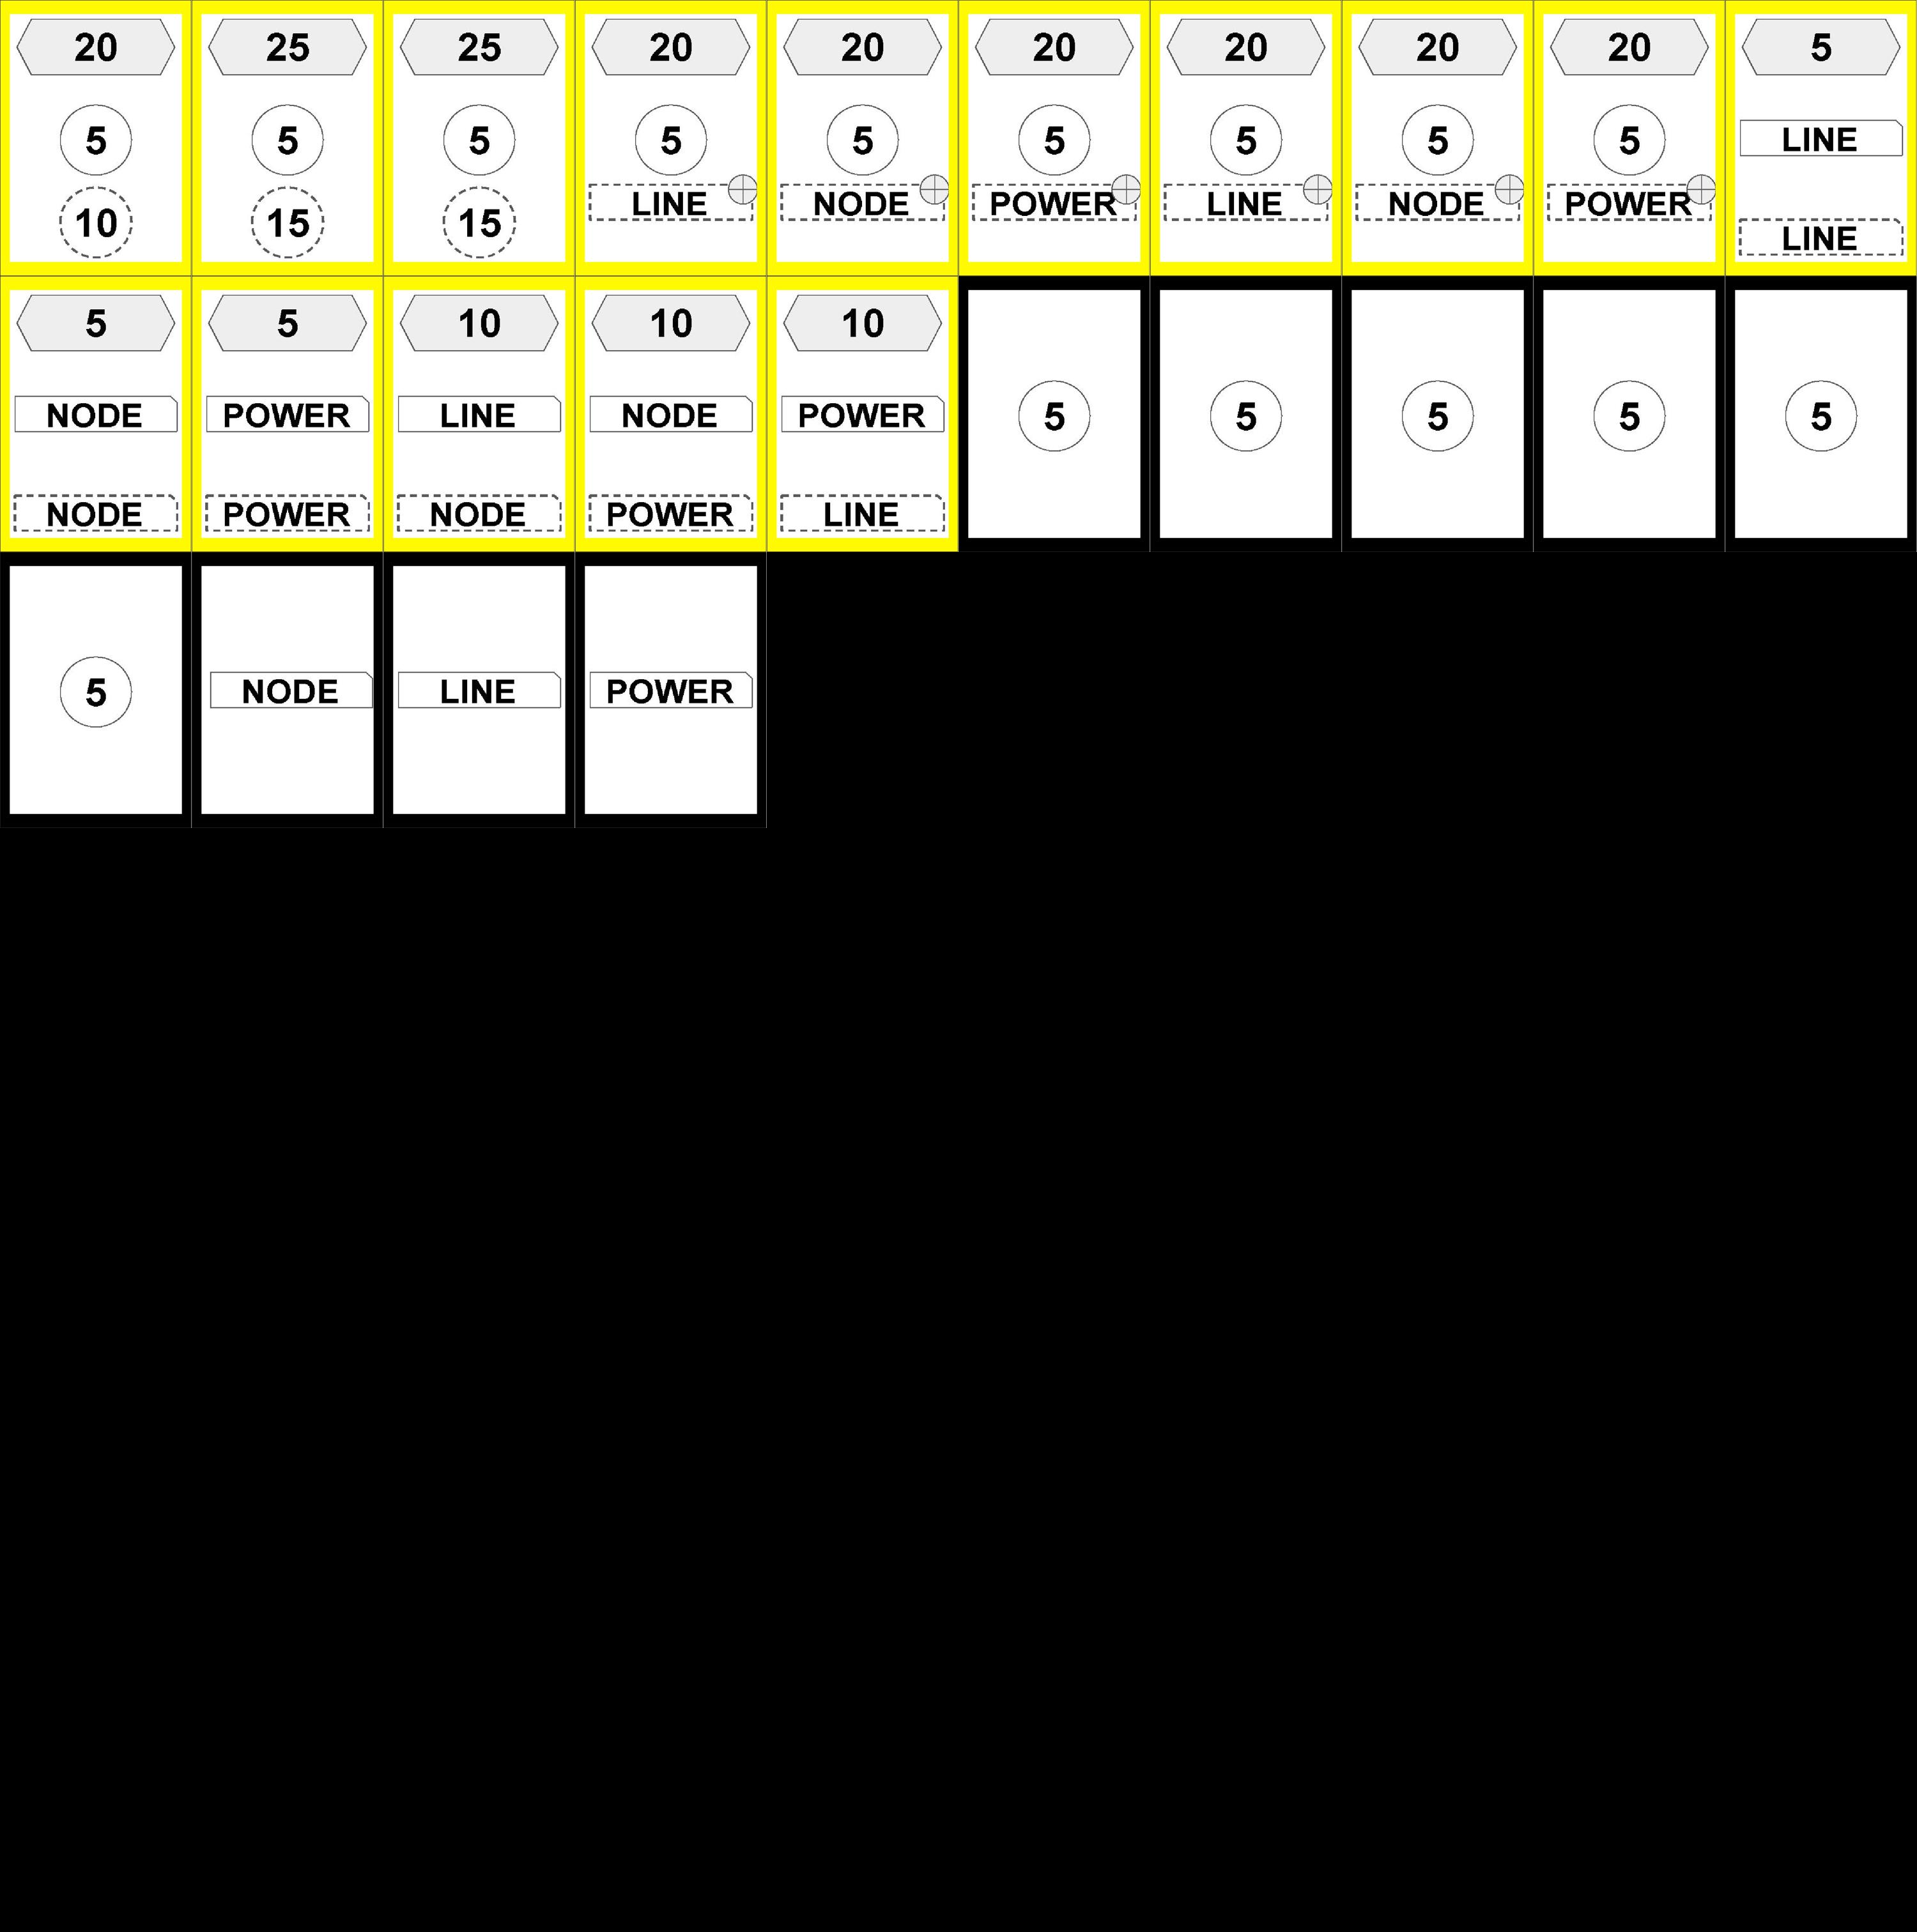 20 25 25 20 20 20 20 20 20 5
5 5 5 5 5 5 5 5 5 LINE
10 15 15 LINE NODE POWER LINE NODE POWER LINE
5 5 10 10 10
NODE POWER LINE NODE POWER 5 5 5 5 5
NODE POWER NODE POWER LINE
5 NODE LINE POWER